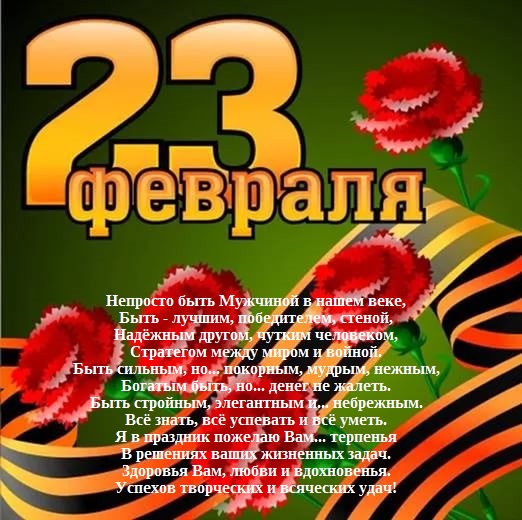 23
февраля
Непросто быть Мужчиной в нашем веке,
Быть - лучшим, победителем, стеной,
Надёжным другом, чутким человеком,
Стратегом между миром и войной.
Быть сильным, но... покорным, мудрым, нежным,
Богатым быть, но... денег не жалеть.
Быть стройным, элегантным и... небрежным.
Всё знать, всё успевать и всё уметь.
Я в праздник пожелаю Вам... терпенья
В решениях ваших жизненных задач.
Здоровья Вам, любви и вдохновенья.
Успехов творческих и всяческих удач!